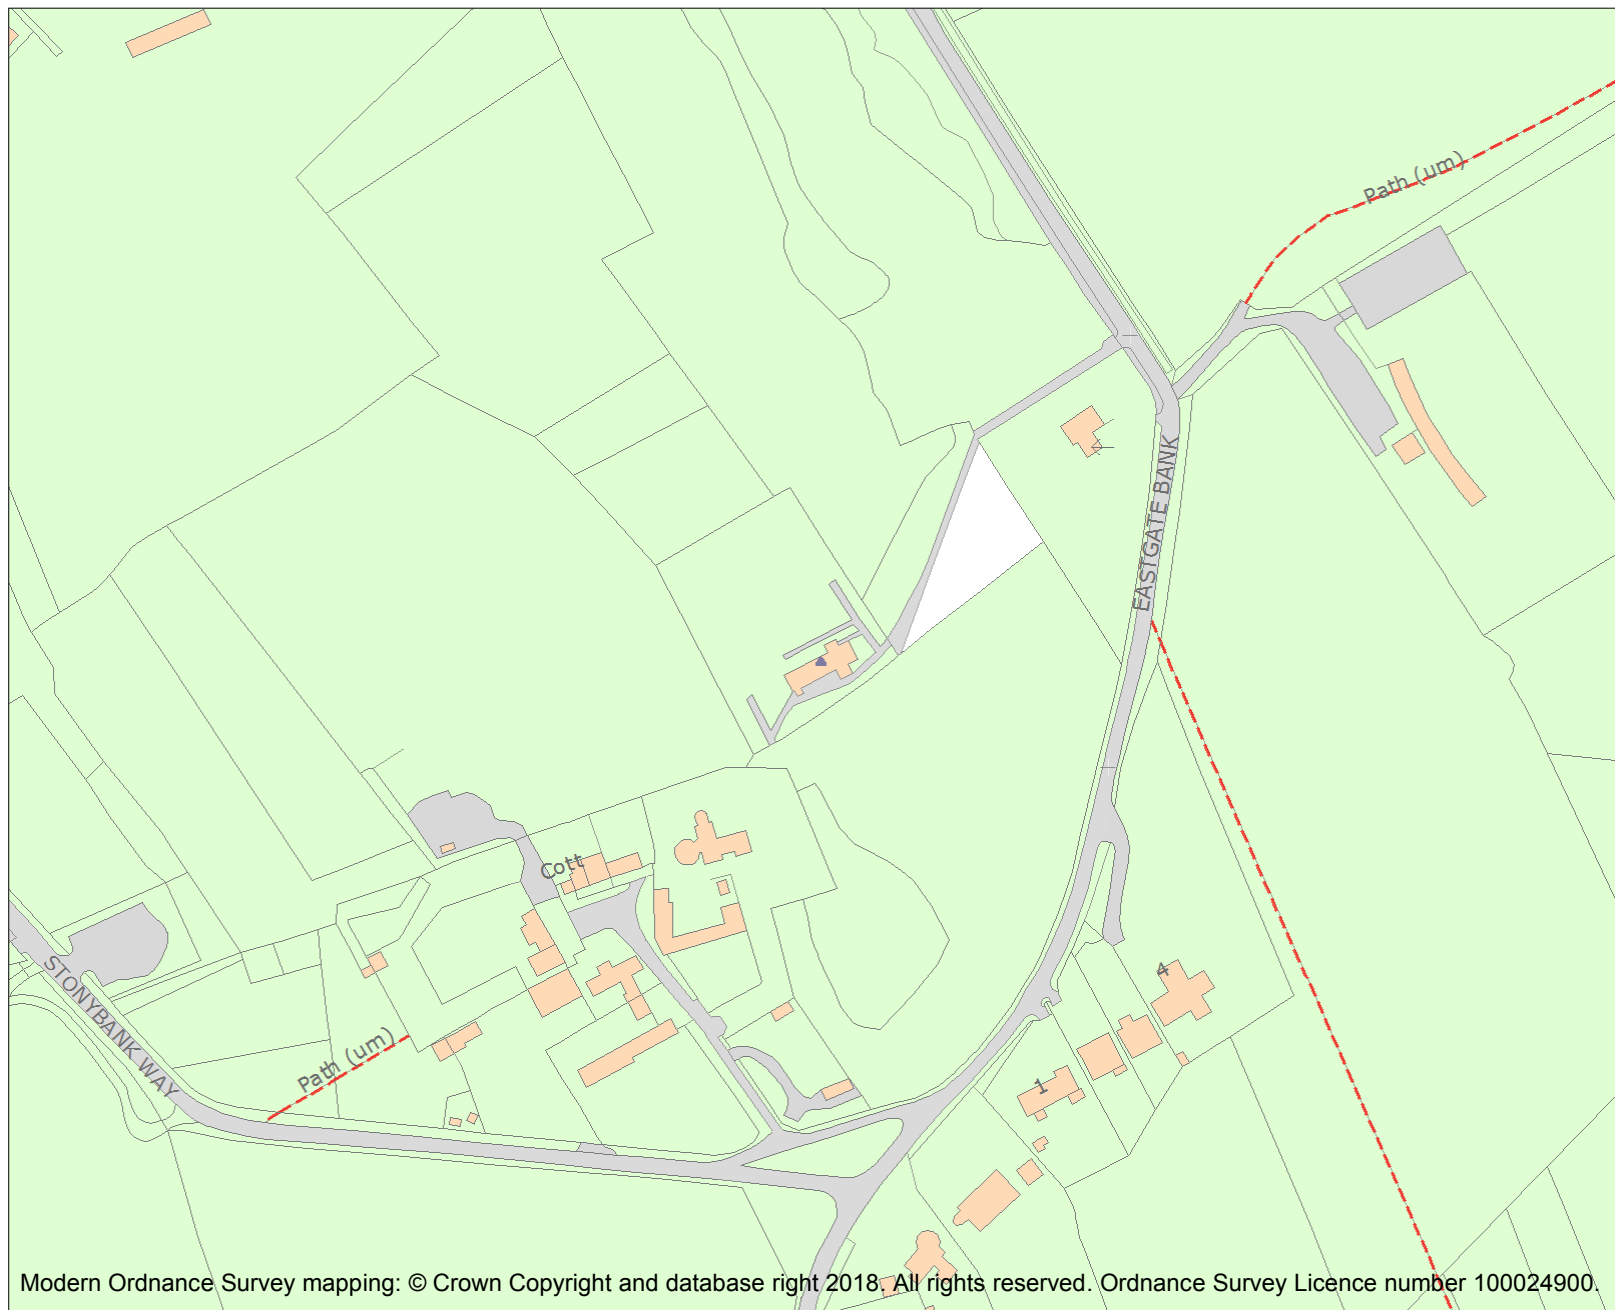 Path (um)
EASTGATE BANK
Cott
STONYBANK WAY
4
Path (um)
1
Modern Ordnance Survey mapping: © Crown Copyright and database right 2018. All rights reserved. Ordnance Survey Licence number 100024900.